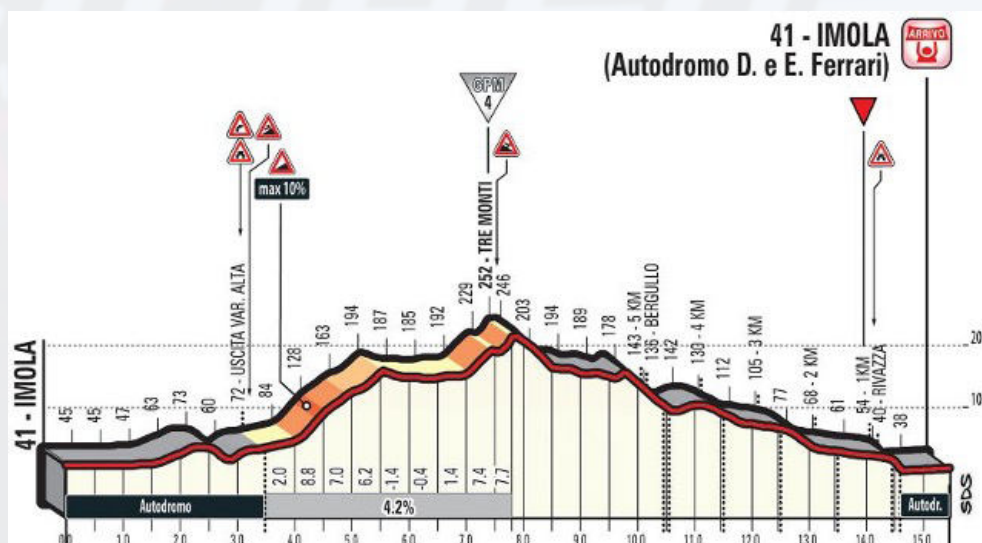 41 - IMOLA
(Autodromo D. e E. Ferrari)
ARRIVO
GPM
4
max 10%
41 - IMOLA
45
45
47
63
73
60
72 - USCITA VAR. ALTA
84
128
163
194
187
185
192
229
252 - TRE MONTI
246
203
194
189
178
143 - 5 KM
136 - BERGULLO
142
130 - 4 KM
112
105 - 3 KM
77
68 - 2 KM
61
54 - 1KM
40 - RIVAZZA
38
20
10
2.0
8.8
7.0
6.2
-1.4
-0.4
1.4
7.4
7.7
Autodromo
4.2%
Autodr.
SDS
0.0
1.0
2.0
3.0
4.0
5.0
6.0
7.0
8.0
9.0
10.0
11.0
12.0
13.0
14.0
15.0